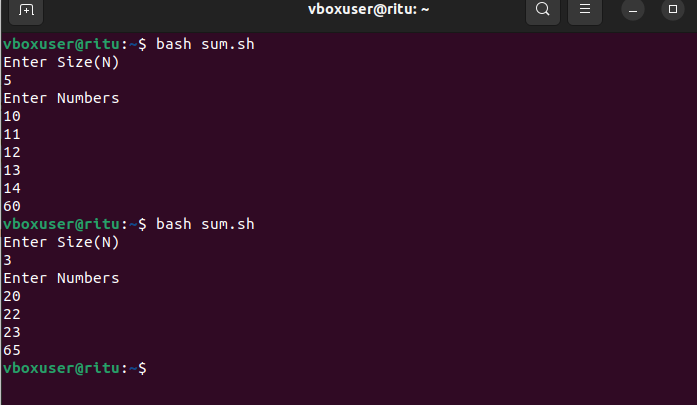 vboxuser@ritu: ~
vboxuser@ritu:~$ bash sum.sh
Enter Size(N)
5
Enter Numbers
10
11
12
13
14
60
vboxuser@ritu:~$ bash sum.sh
Enter Size(N)
3
Enter Numbers
20
22
23
65
vboxuser@ritu:~$